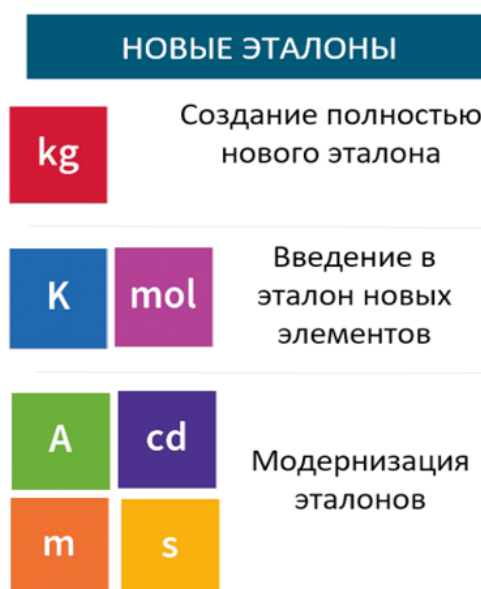 НОВЫЕ ЭТАЛОНЫ
kg
Создание полностью
нового эталона
K mol
Введение в
эталон новых
элементов
A cd
m s
Модернизация
эталонов